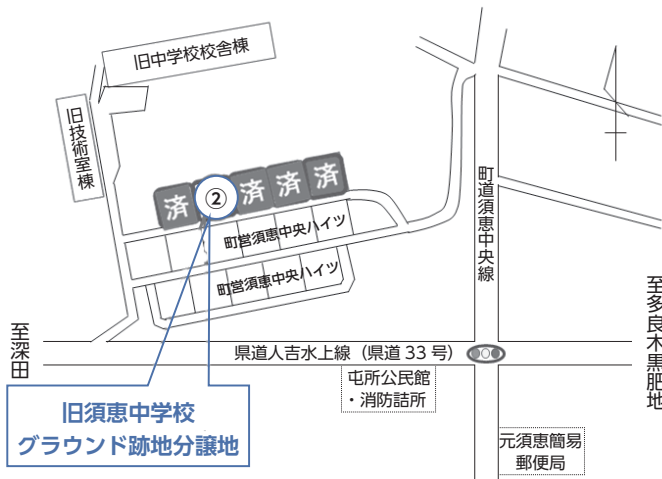 旧中学校校舎棟
旧技術室棟
済
②
済
済
済
町営須恵中央ハイツ
町営須恵中央ハイツ
町道須恵中央線
至深田
県道人吉水上線(県道 33 号)
至多良木黒肥地
屯所公民館
・消防詰所
旧須恵中学校
グラウンド跡地分譲地
元須恵簡易
郵便局